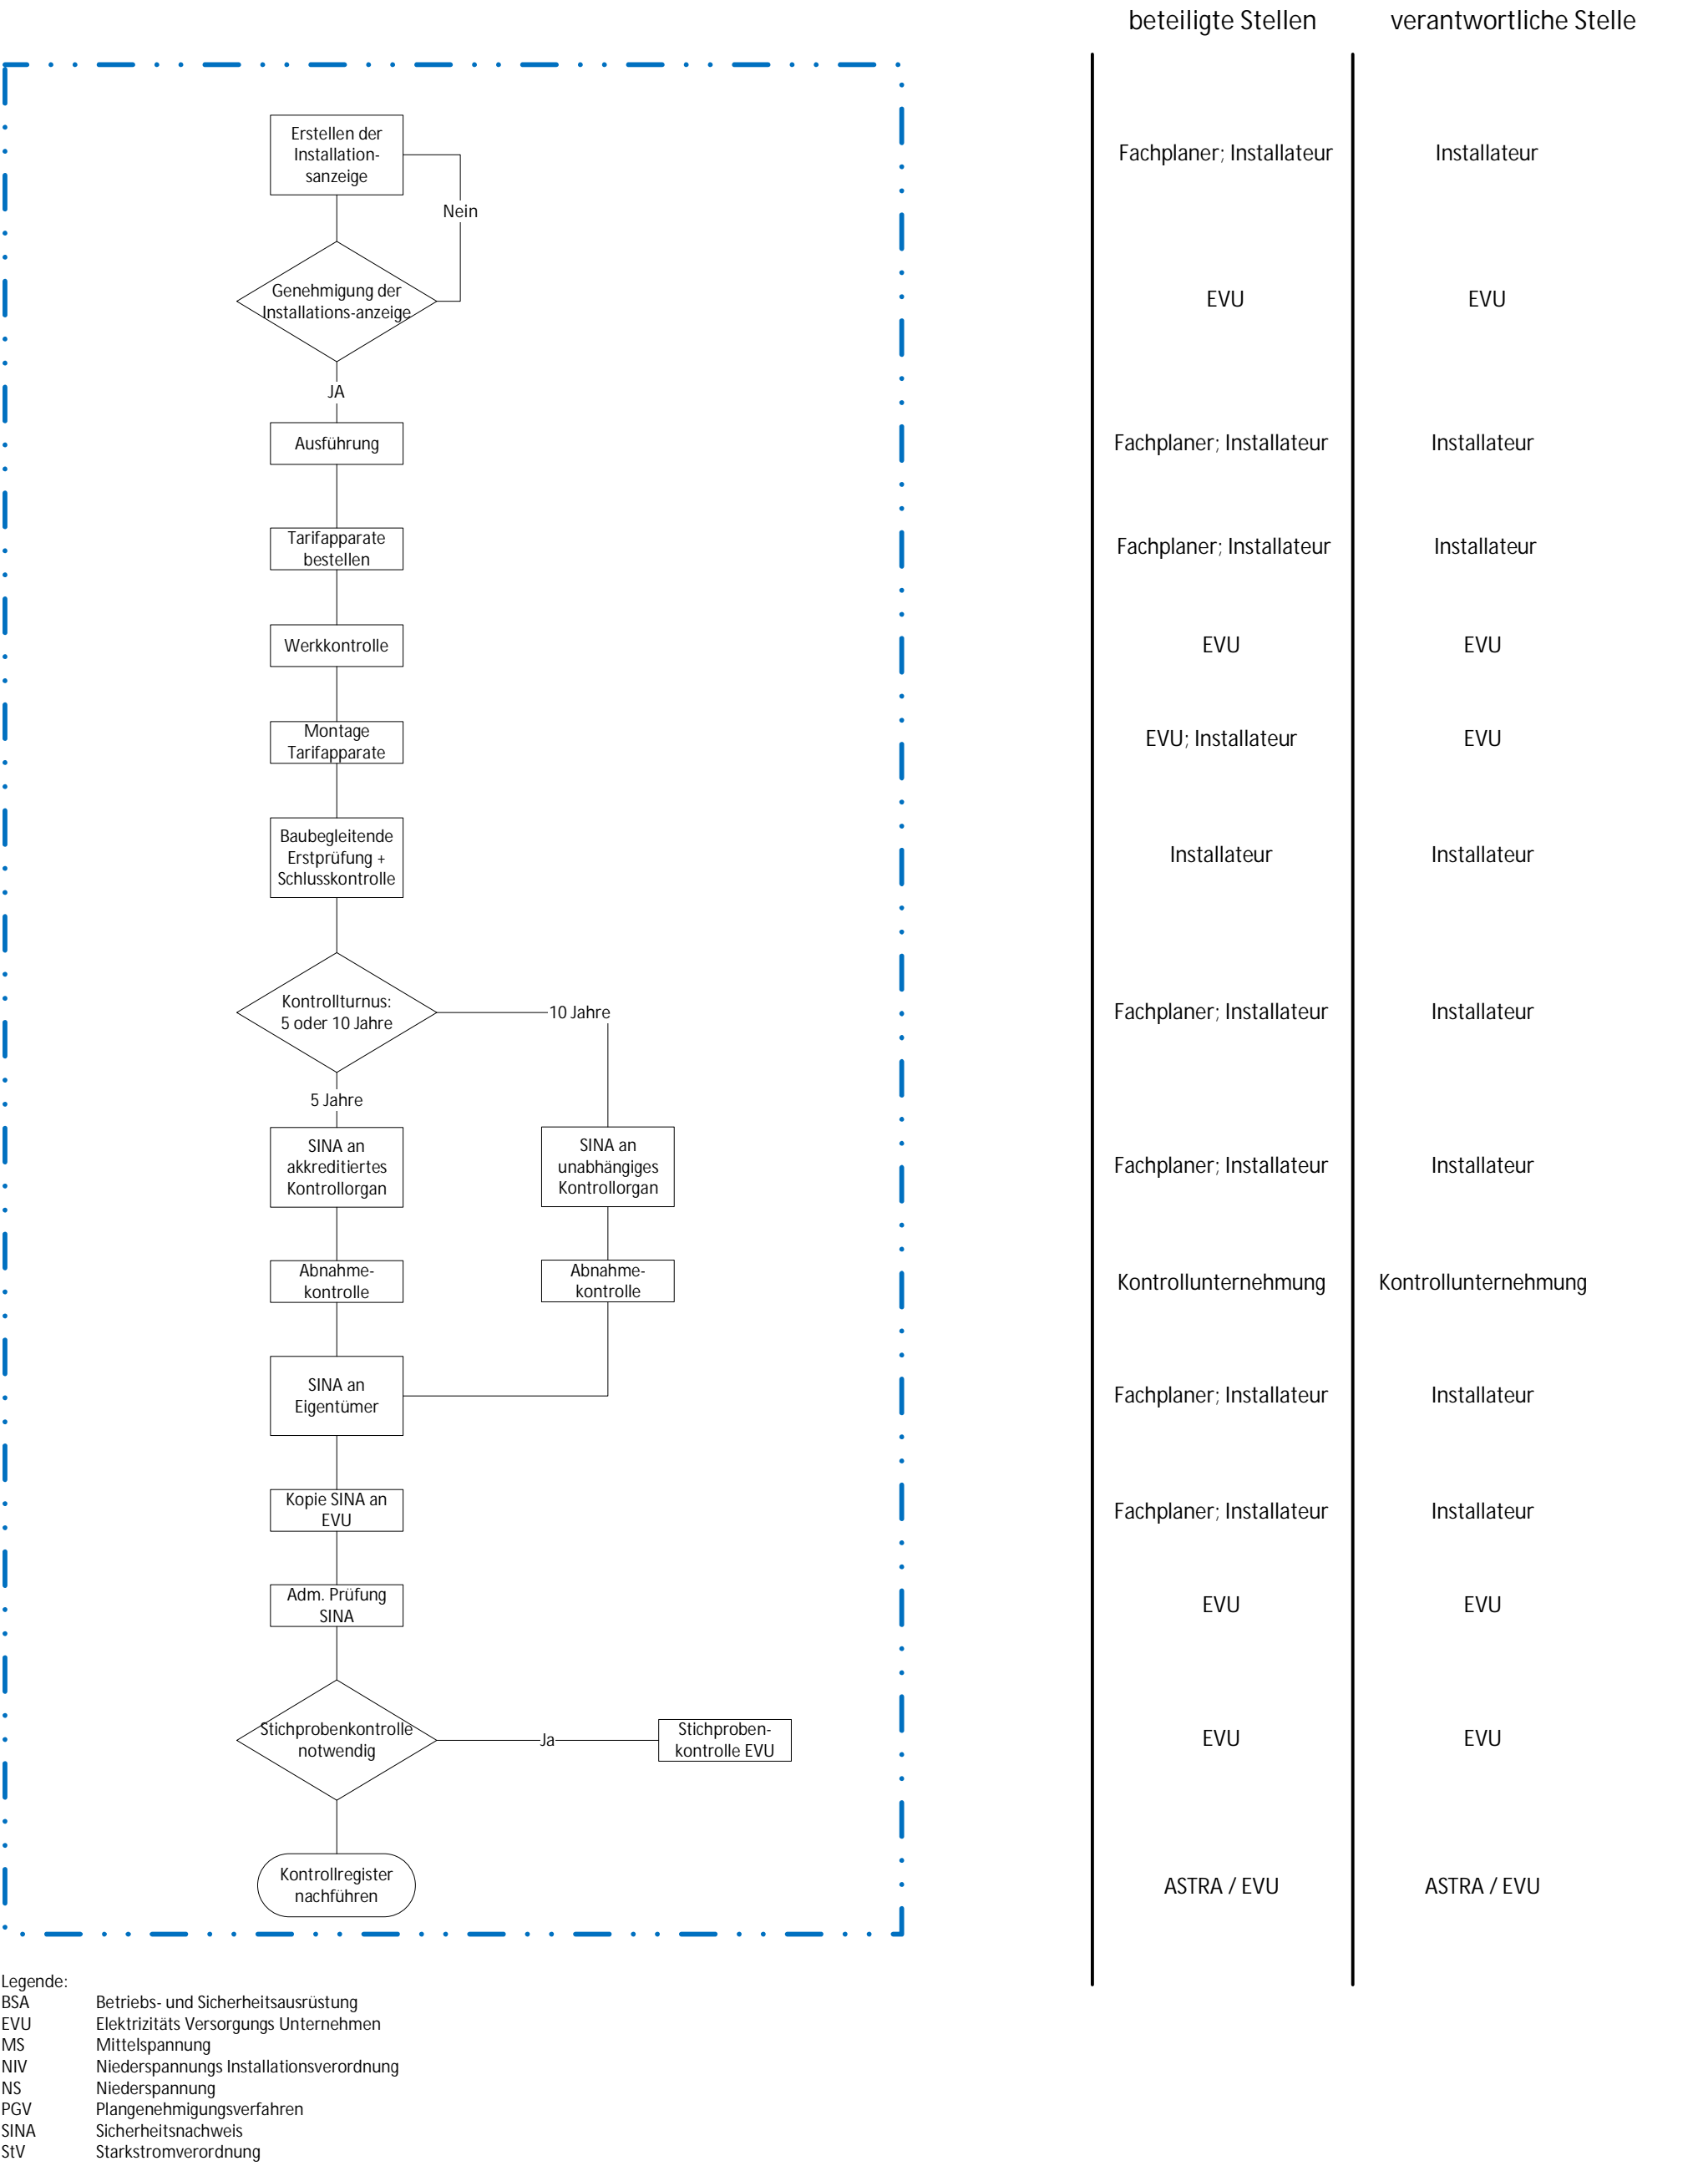 beteiligte Stellen
verantwortliche Stelle
Erstellen der
Installation-
sanzeige
Fachplaner; Installateur
Installateur
Nein
Genehmigung der
Installations-anzeige
EVU
EVU
JA
Ausführung
Fachplaner; Installateur
Installateur
Tarifapparate
bestellen
Fachplaner; Installateur
Installateur
Werkkontrolle
EVU
EVU
Montage
Tarifapparate
EVU; Installateur
EVU
Baubegleitende
Erstprüfung +
Schlusskontrolle
Installateur
Installateur
Kontrollturnus:
5 oder 10 Jahre
10 Jahre
Fachplaner; Installateur
Installateur
5 Jahre
SINA an
akkreditiertes
Kontrollorgan
SINA an
unabhängiges
Kontrollorgan
Fachplaner; Installateur
Installateur
Abnahme-
kontrolle
Abnahme-
kontrolle
Kontrollunternehmung
Kontrollunternehmung
SINA an
Eigentümer
Fachplaner; Installateur
Installateur
Kopie SINA an
EVU
Fachplaner; Installateur
Installateur
Adm. Prüfung
SINA
EVU
EVU
Stichprobenkontrolle
notwendig
Ja
Stichproben-
kontrolle EVU
EVU
EVU
Kontrollregister
nachführen
ASTRA / EVU
ASTRA / EVU
Legende:
BSA Betriebs- und Sicherheitsausrüstung
EVU Elektrizitäts Versorgungs Unternehmen
MS Mittelspannung
NIV Niederspannungs Installationsverordnung
NS Niederspannung
PGV Plangenehmigungsverfahren
SINA Sicherheitsnachweis
StV Starkstromverordnung